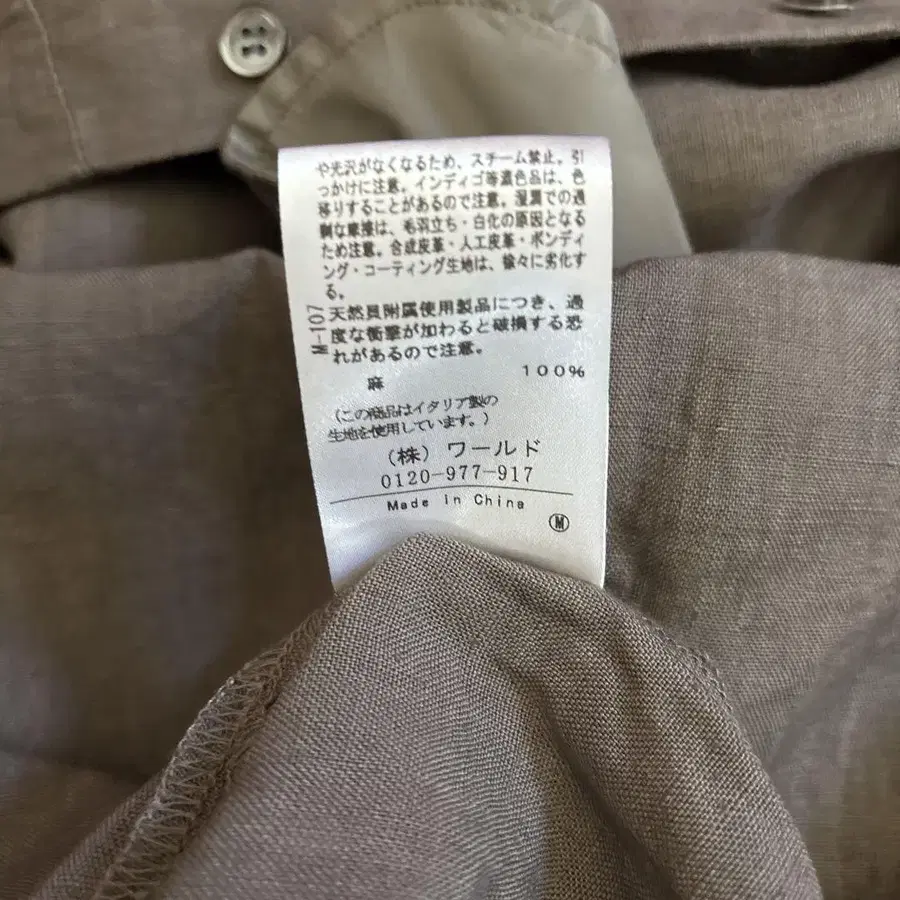 や光沢がなくなるため、スチーム禁止。引
っかけに注意。インディゴ等濃色品は、色
移りすることがあるので注意。湿潤での過
剰な摩擦は、毛羽立ち・白化の原因となる
ため注意。合成皮革・人工皮革・ボンディ
ング・コーティング生地は、徐々に劣化す
る。
M-107
天然貝附属使用製品につき、過
度な衝撃が加わると破損する恐
れがあるので注意。
麻 100%
(この商品はイタリア製の
生地を使用しています。)
(株) ワールド
0120-977-917
Made in China
M